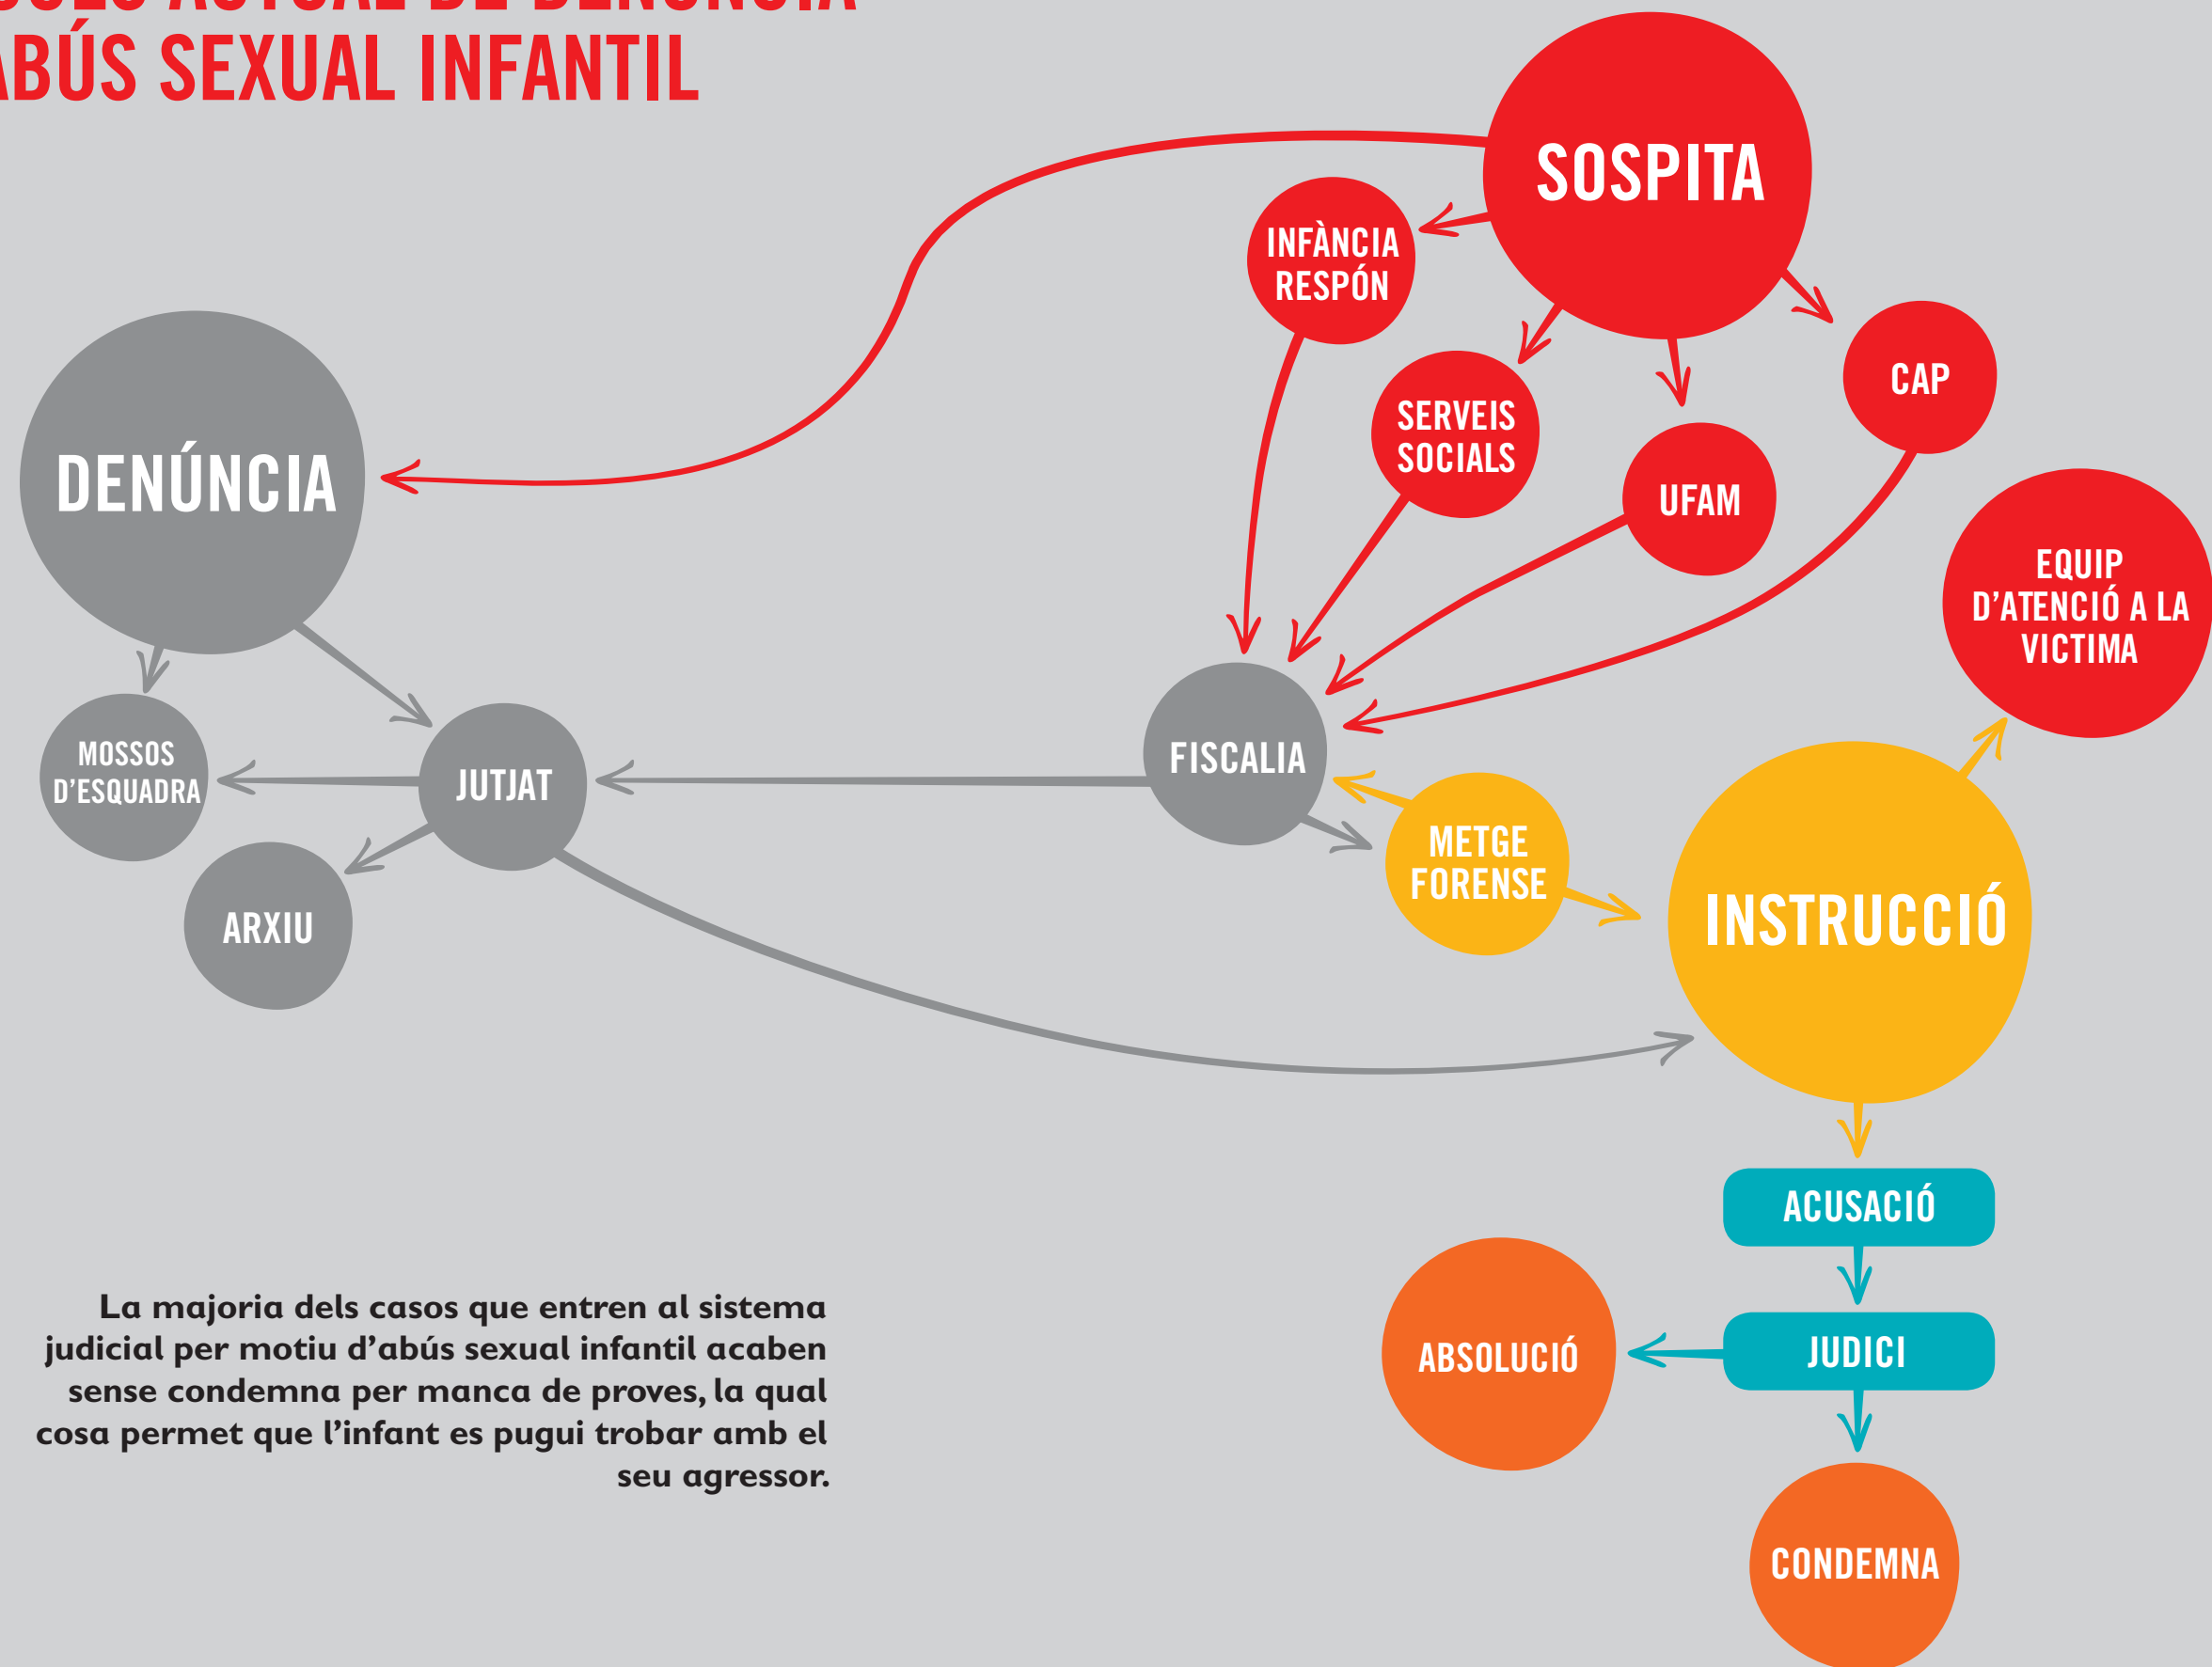 ABÚS SEXUAL INFANTIL
SOSPITA
INFÀNCIA
RESPÓN
CAP
SERVEIS
SOCIALS
UFAM
DENÚNCIA
EQUIP
D’ATENCIÓ A LA
VICTIMA
MOSSOS
D’ESQUADRA
JUTJAT
FISCALIA
METGE
FORENSE
ARXIU
INSTRUCCIÓ
ACUSACIÓ
JUDICI
ABSOLUCIÓ
CONDEMNA
La majoria dels casos que entren al sistema
judicial per motiu d’abús sexual infantil acaben
sense condemna per manca de proves, la qual
cosa permet que l’infant es pugui trobar amb el
seu agressor.